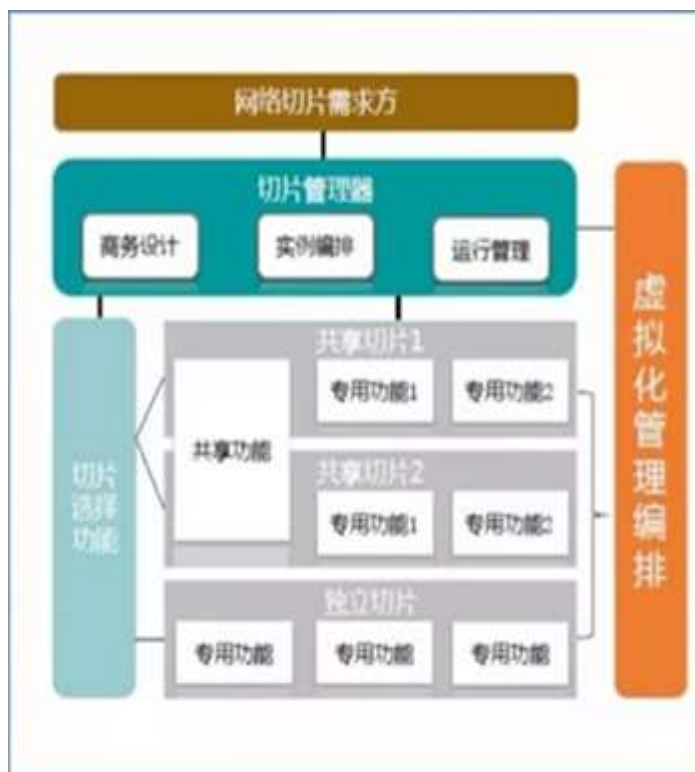 网络切片需求方
切片管理器
商务设计
实例编排
运行管理
虚拟化管理编排
切片
选择
功能
共享切片1
共享功能
专用功能1
专用功能2
共享切片2
专用功能1
专用功能2
独立切片
专用功能
专用功能
专用功能